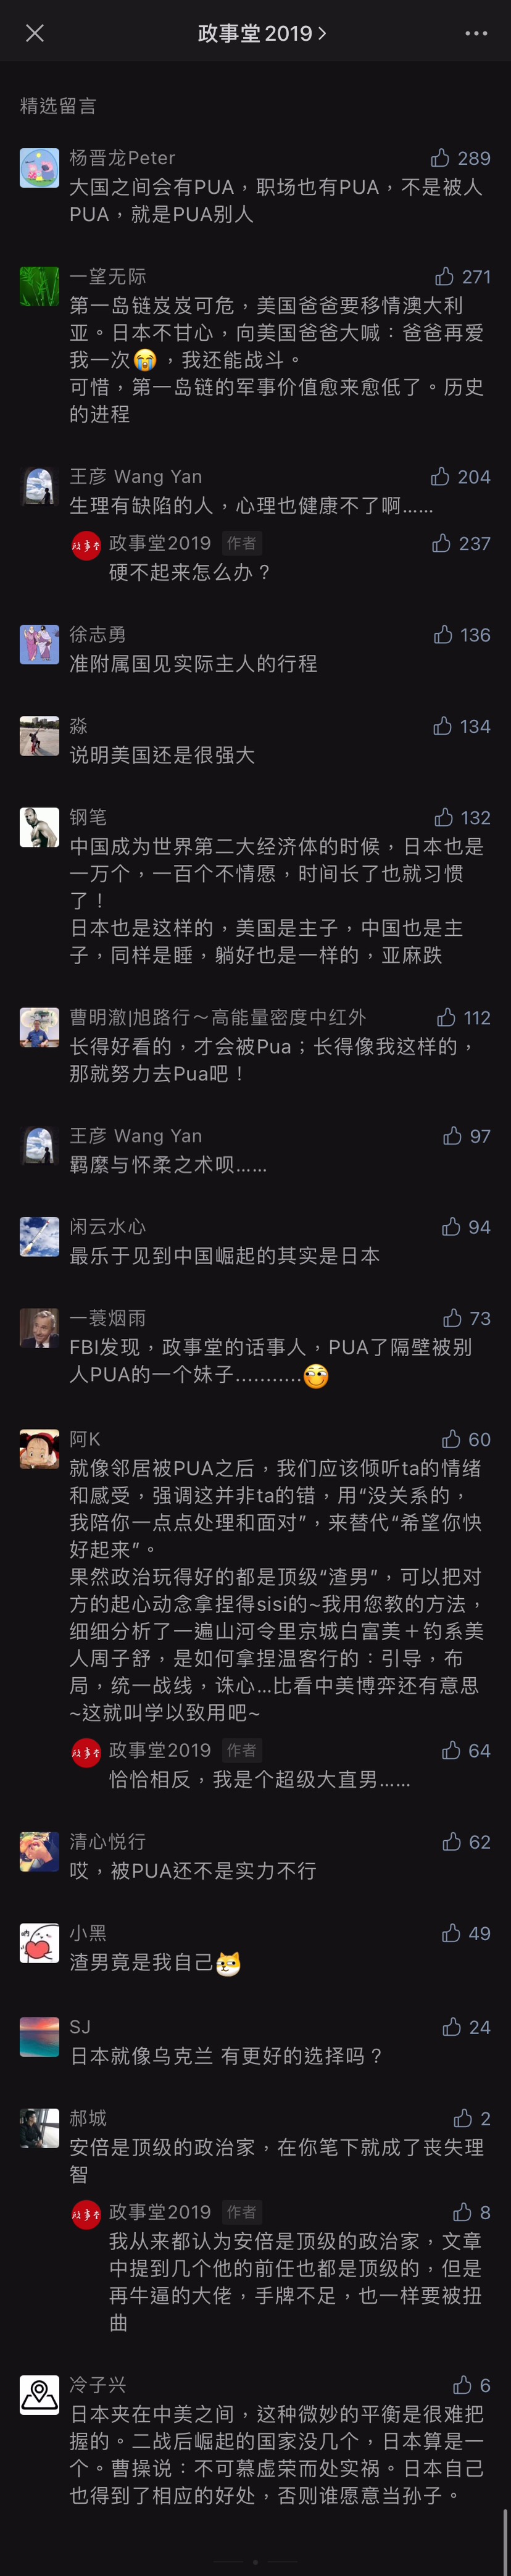 政事堂2019
精选留言
杨晋龙Peter
289
大国之间会有PUA，职场也有PUA，不是被人
PUA，就是PUA别人
一望无际
271
第一岛链岌岌可危，美国爸爸要移情澳大利
亚。日本不甘心，向美国爸爸大喊：爸爸再爱
我一次😭，我还能战斗。
可惜，第一岛链的军事价值愈来愈低了。历史
的进程
王彦 Wang Yan
204
生理有缺陷的人，心理也健康不了啊……
政事堂2019 作者
237
硬不起来怎么办？
徐志勇
136
准附属国见实际主人的行程
淼
134
说明美国还是很强大
钢笔
132
中国成为世界第二大经济体的时候，日本也是
一万个，一百个不情愿，时间长了也就习惯
了！
日本也是这样的，美国是主子，中国也是主
子，同样是睡，躺好也是一样的，亚麻跌
曹明澈|旭路行～高能量密度中红外
112
长得好看的，才会被Pua；长得像我这样的，
那就努力去Pua吧！
王彦 Wang Yan
97
羁縻与怀柔之术呗……
闲云水心
94
最乐于见到中国崛起的其实是日本
一蓑烟雨
73
FBI发现，政事堂的话事人，PUA了隔壁被别
人PUA的一个妹子...........
阿K
60
就像邻居被PUA之后，我们应该倾听ta的情绪
和感受，强调这并非ta的错，用“没关系的，
我陪你一点点处理和面对”，来替代“希望你快
好起来”。
果然政治玩得好的都是顶级“渣男”，可以把对
方的起心动念拿捏得sisi的~我用您教的方法，
细细分析了一遍山河令里京城白富美＋钓系美
人周子舒，是如何拿捏温客行的：引导，布
局，统一战线，诛心...比看中美博弈还有意思
~这就叫学以致用吧~
政事堂2019 作者
64
恰恰相反，我是个超级大直男……
清心悦行
62
哎，被PUA还不是实力不行
小黑
49
渣男竟是我自己
SJ
24
日本就像乌克兰 有更好的选择吗？
郝城
2
安倍是顶级的政治家，在你笔下就成了丧失理
智
政事堂2019 作者
8
我从来都认为安倍是顶级的政治家，文章
中提到几个他的前任也都是顶级的，但是
再牛逼的大佬，手牌不足，也一样要被扭
曲
冷子兴
6
日本夹在中美之间，这种微妙的平衡是很难把
握的。二战后崛起的国家没几个，日本算是一
个。曹操说：不可慕虚荣而处实祸。日本自己
也得到了相应的好处，否则谁愿意当孙子。